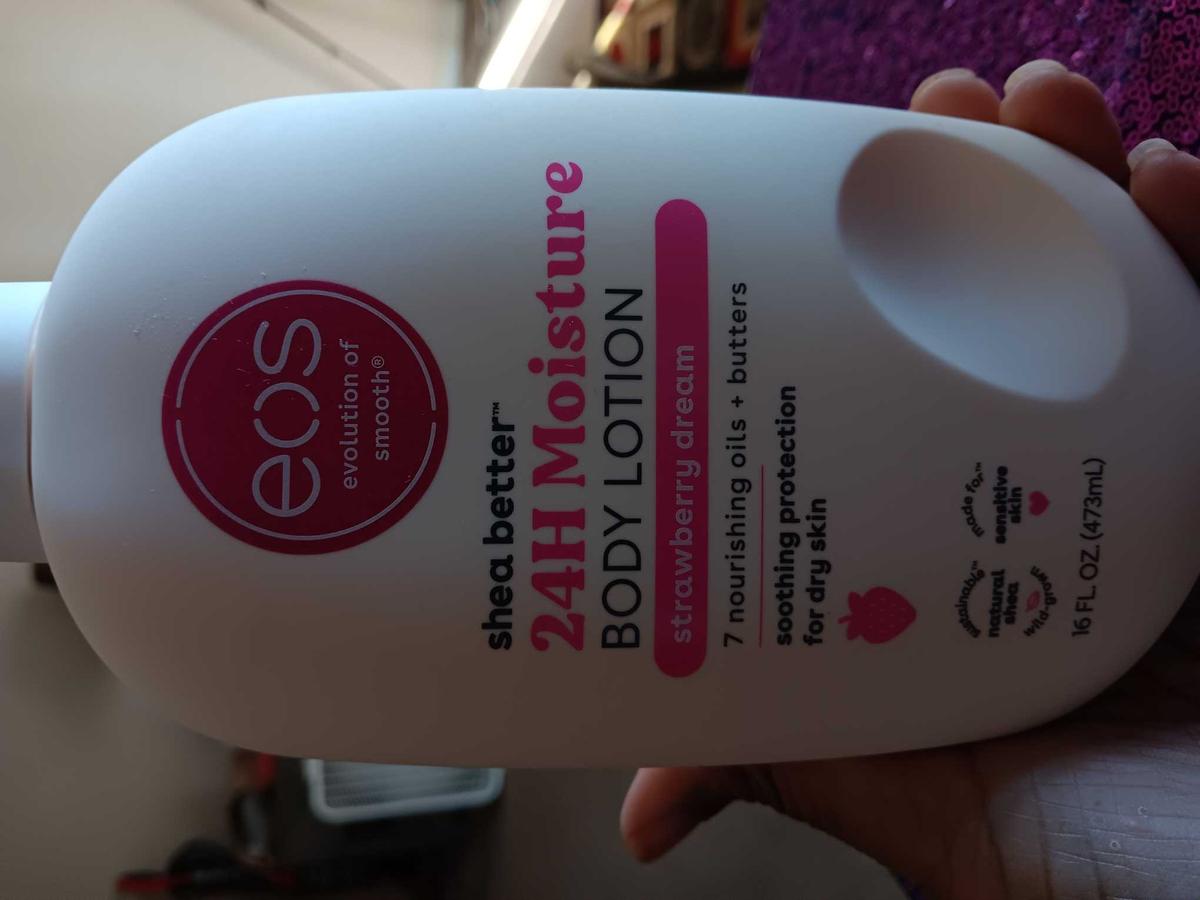 eos
evolution of
smooth®
shea better™
24H Moisture
BODY LOTION
strawberry dream
7 nourishing oils + butters
soothing protection
for dry skin
sustainabl™
natural
shea
wild-grown
made for™
sensitive
skin
16 FL. OZ. (473mL)